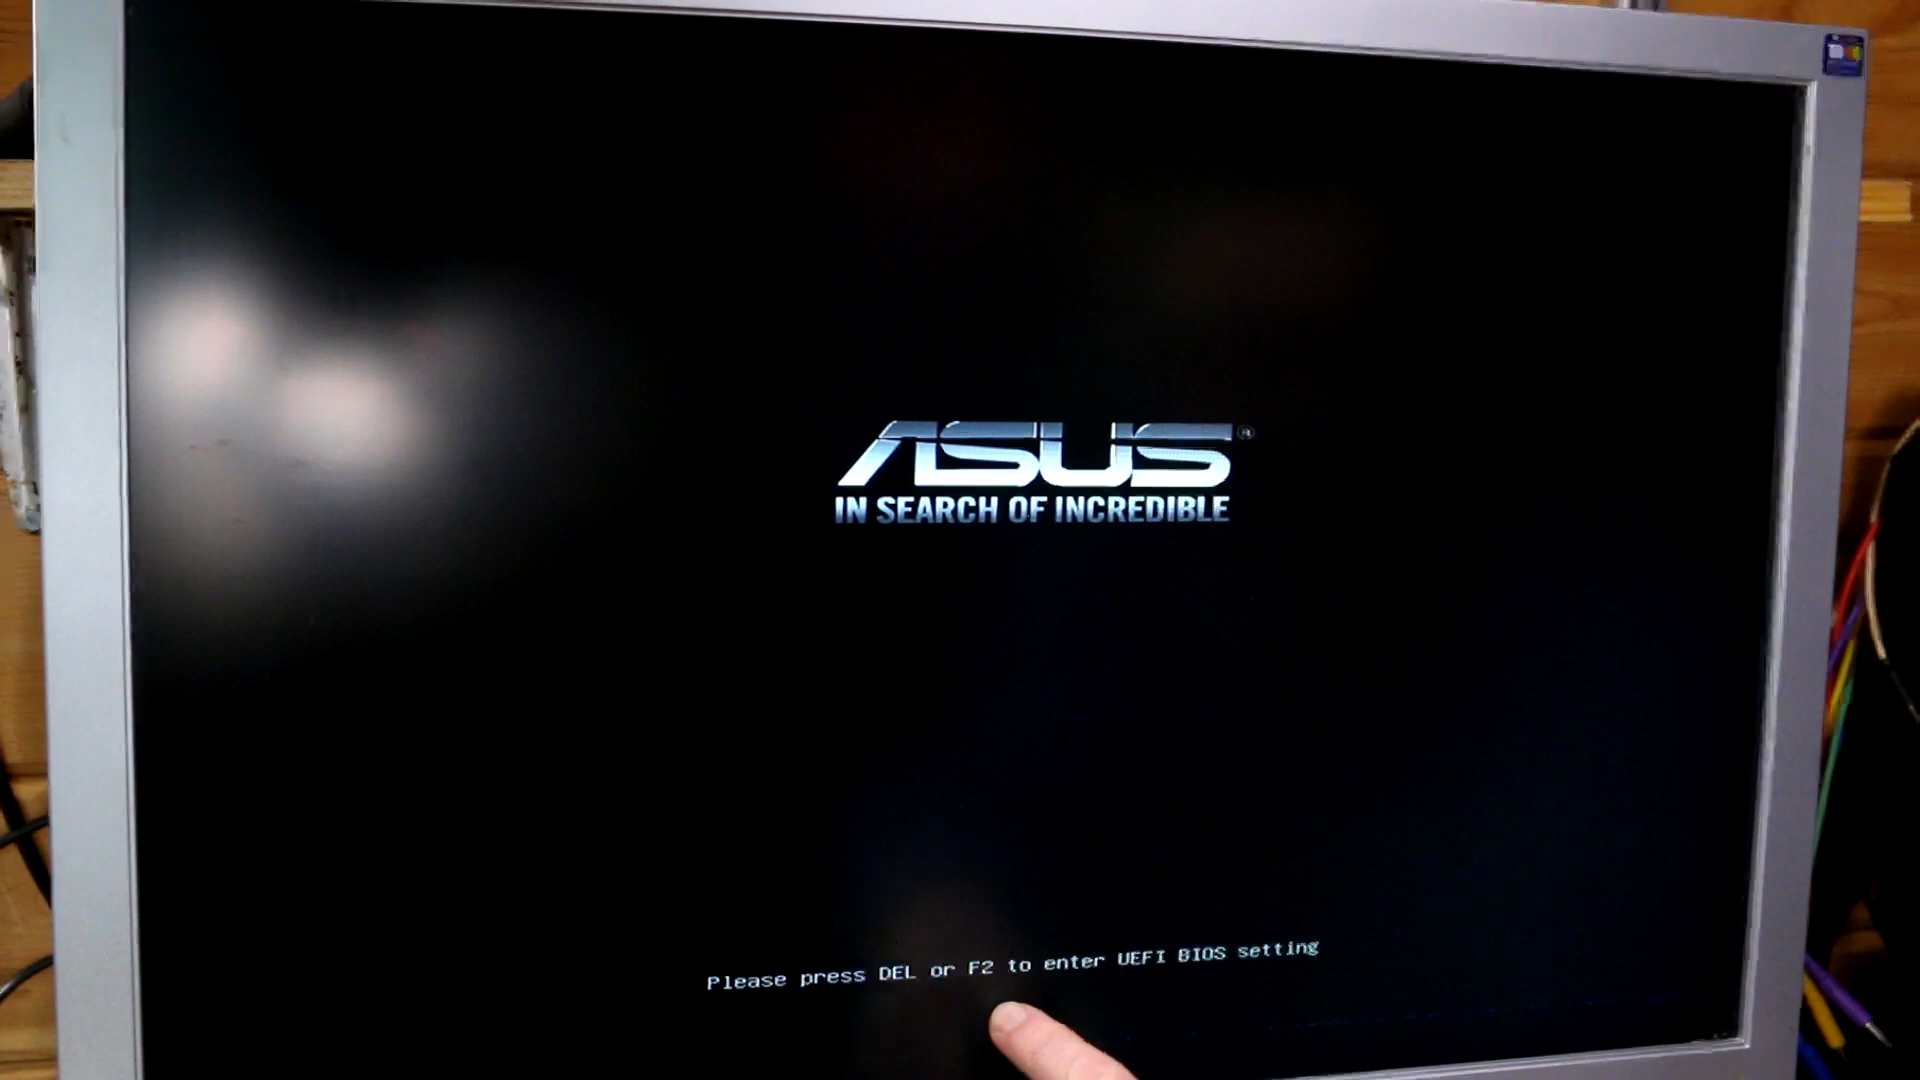 ASUS®
IN SEARCH OF INCREDIBLE
Please press DEL or F2 to enter UEFI BIOS setting